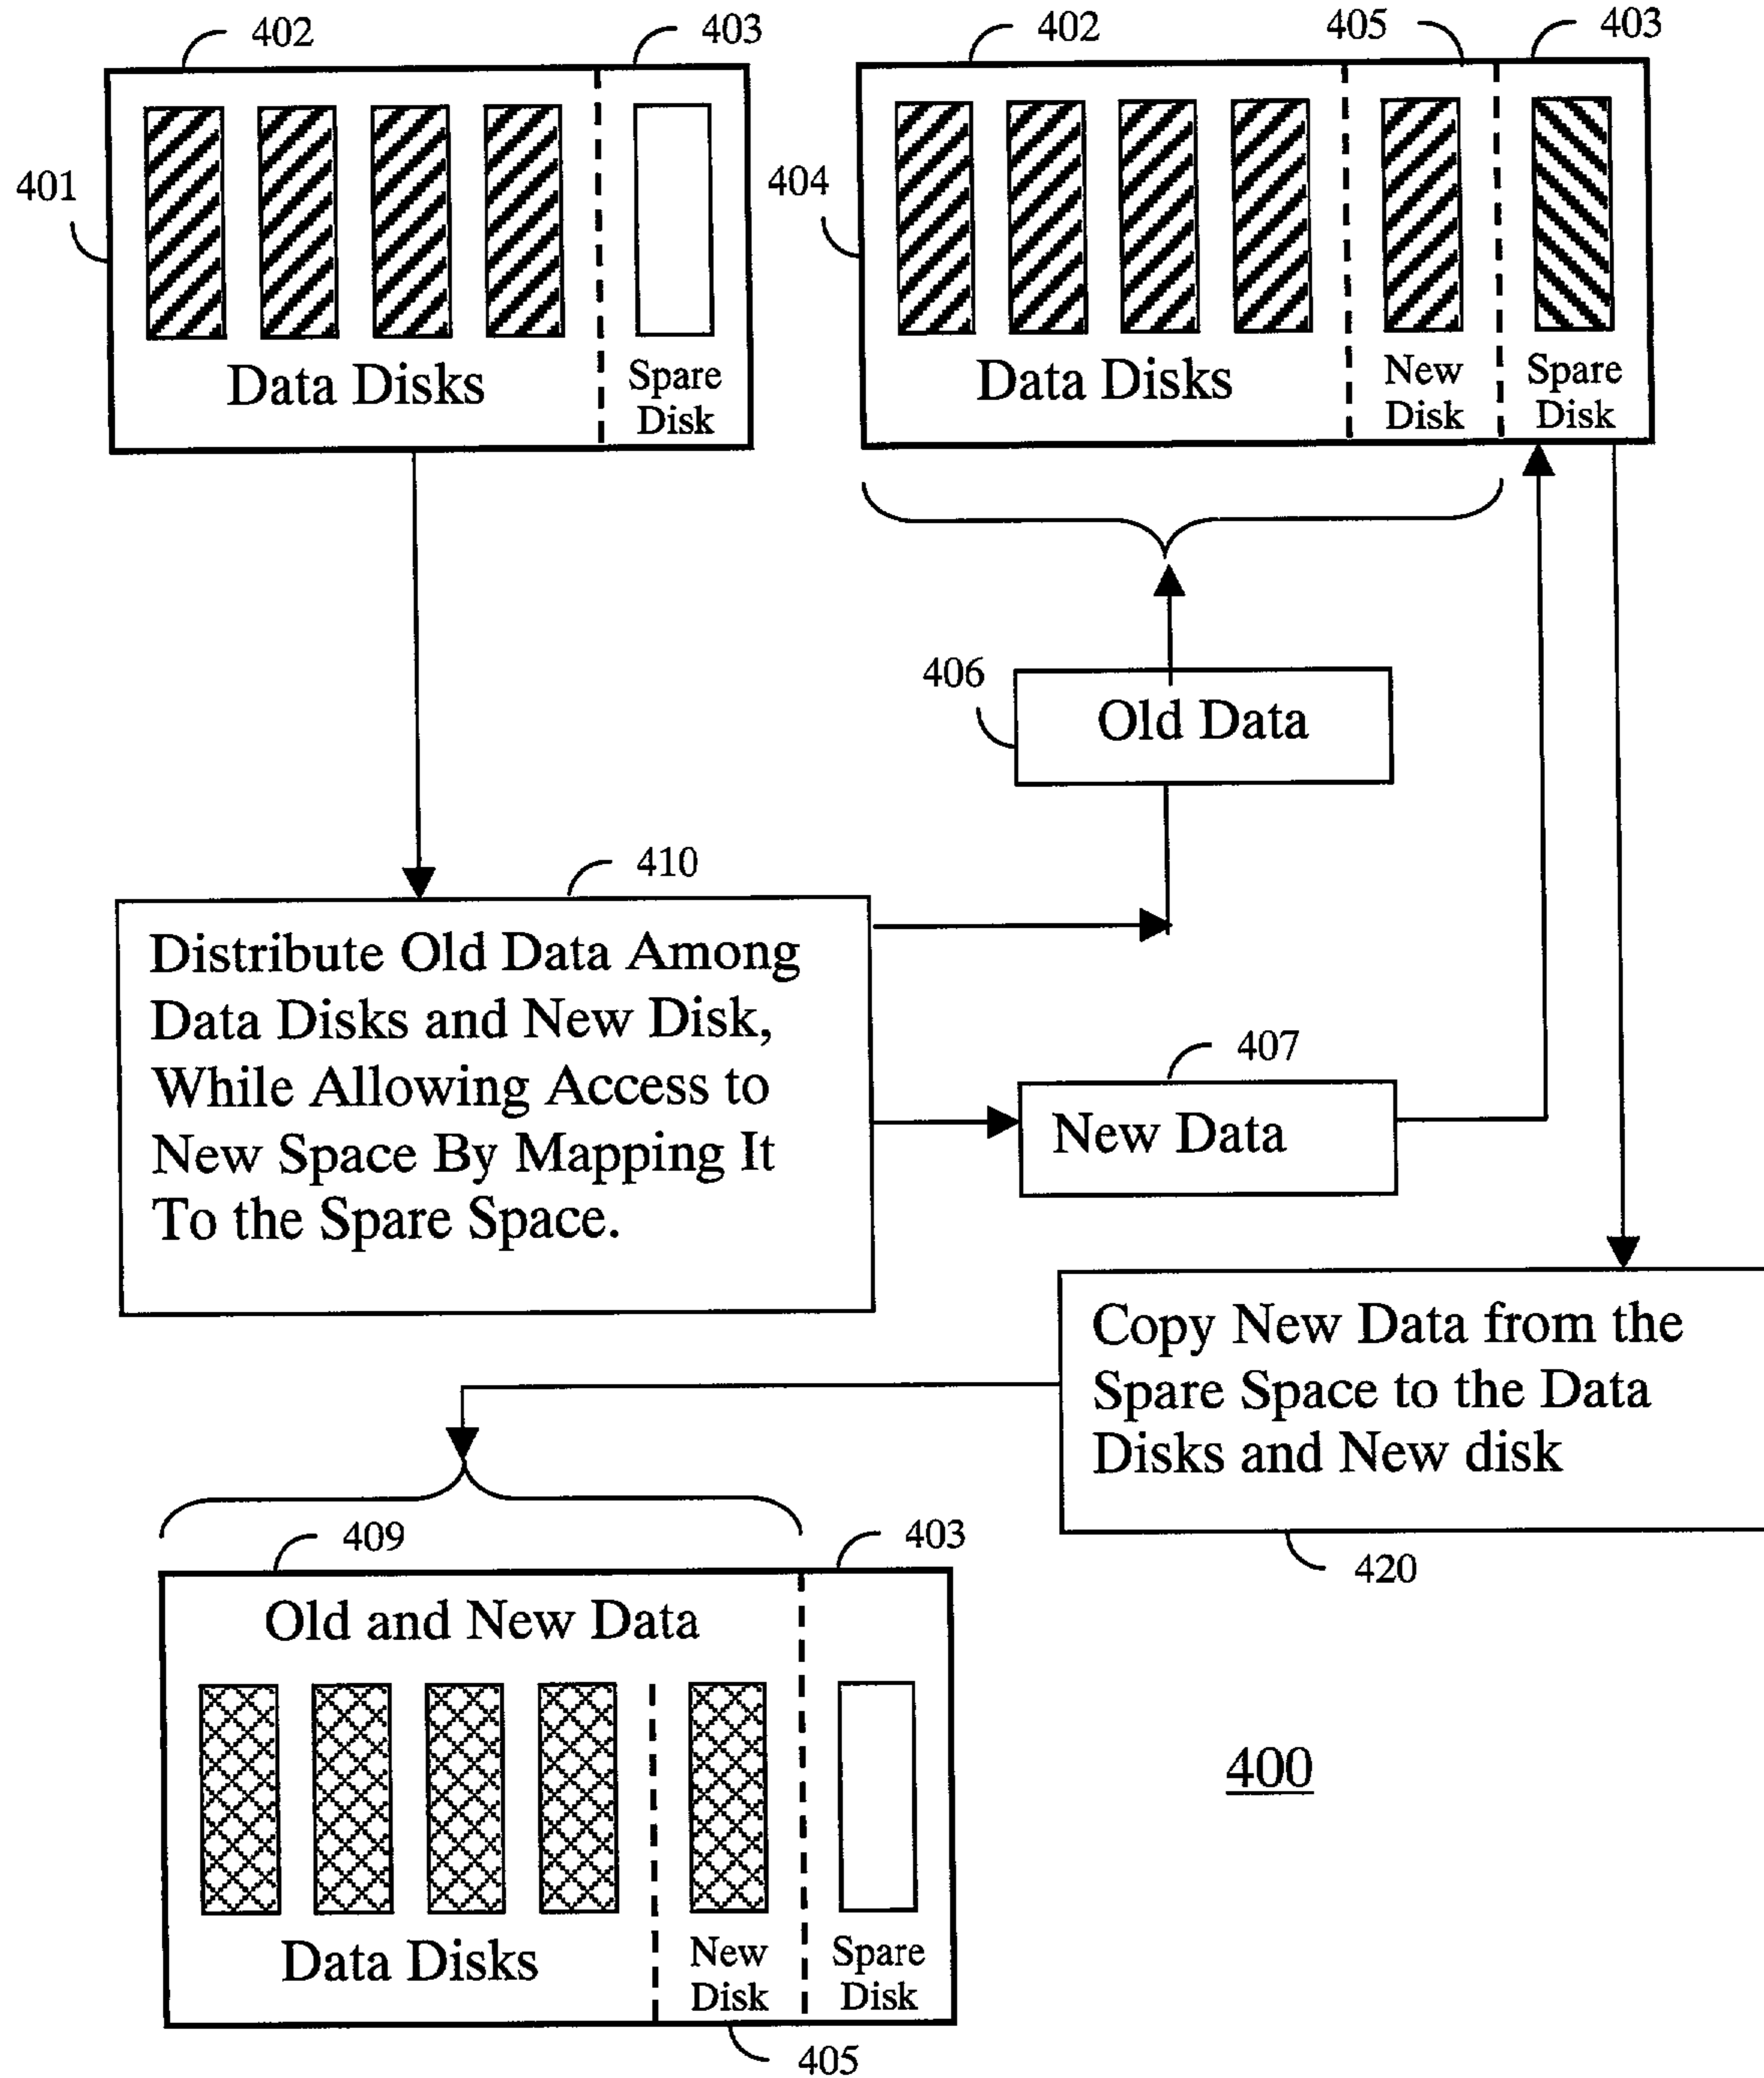 402
403
402
405
403
401
404
Data Disks
Spare
Disk
Data Disks
New
Disk
Spare
Disk
406
Old Data
410
Distribute Old Data Among
Data Disks and New Disk,
While Allowing Access to
New Space By Mapping It
To the Spare Space.
407
New Data
Copy New Data from the
Spare Space to the Data
Disks and New disk
420
409
403
Old and New Data
Data Disks
New
Disk
Spare
Disk
405
400